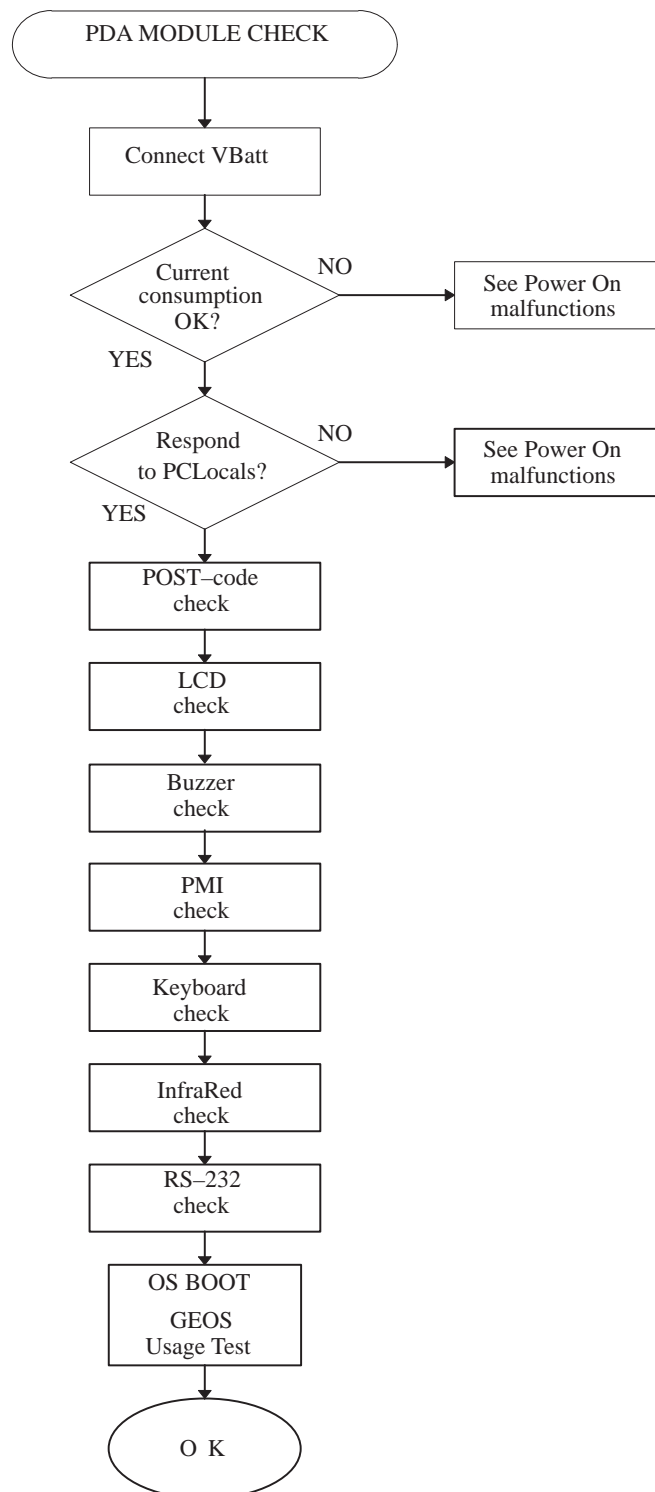 PDA MODULE CHECK
Connect VBatt
Current
consumption
OK?
NO
See Power On
malfunctions
YES
Respond
to PCLocals?
NO
See Power On
malfunctions
YES
POST–code
check
LCD
check
Buzzer
check
PMI
check
Keyboard
check
InfraRed
check
RS–232
check
OS BOOT
GEOS
Usage Test
O K